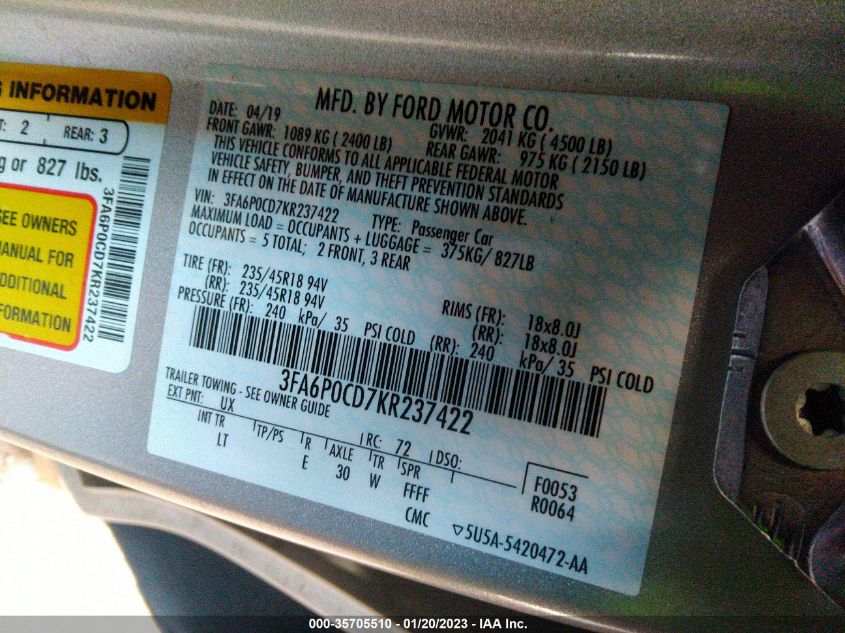 G INFORMATION
T: 2 REAR: 3
g or 827 lbs.
SEE OWNERS
MANUAL FOR
ADDITIONAL
INFORMATION
3FA6P0CD7KR237422
MFD. BY FORD MOTOR CO.
DATE: 04/19 GVWR: 2041 KG ( 4500 LB)
FRONT GAWR: 1089 KG ( 2400 LB) REAR GAWR: 975 KG ( 2150 LB)
THIS VEHICLE CONFORMS TO ALL APPLICABLE FEDERAL MOTOR
VEHICLE SAFETY, BUMPER, AND THEFT PREVENTION STANDARDS
IN EFFECT ON THE DATE OF MANUFACTURE SHOWN ABOVE.
VIN: 3FA6P0CD7KR237422 TYPE: Passenger Car
MAXIMUM LOAD = OCCUPANTS + LUGGAGE = 375KG/ 827LB
OCCUPANTS = 5 TOTAL; 2 FRONT, 3 REAR
TIRE (FR): 235/45R18 94V RIMS (FR): 18x8.0J
(RR): 235/45R18 94V (RR): 18x8.0J
PRESSURE (FR): 240 kPa/ 35 PSI COLD (RR): 240 kPa/35 PSI COLD
3FA6P0CD7KR237422
TRAILER TOWING - SEE OWNER GUIDE
EXT PNT: UX RC: 72 DSO:
INT TR TP/PS R AXLE TR SPR F0053
LT E 30 W FFFF R0064
CMC ▽5U5A-5420472-AA
000-35705510 - 01/20/2023 - IAA Inc.